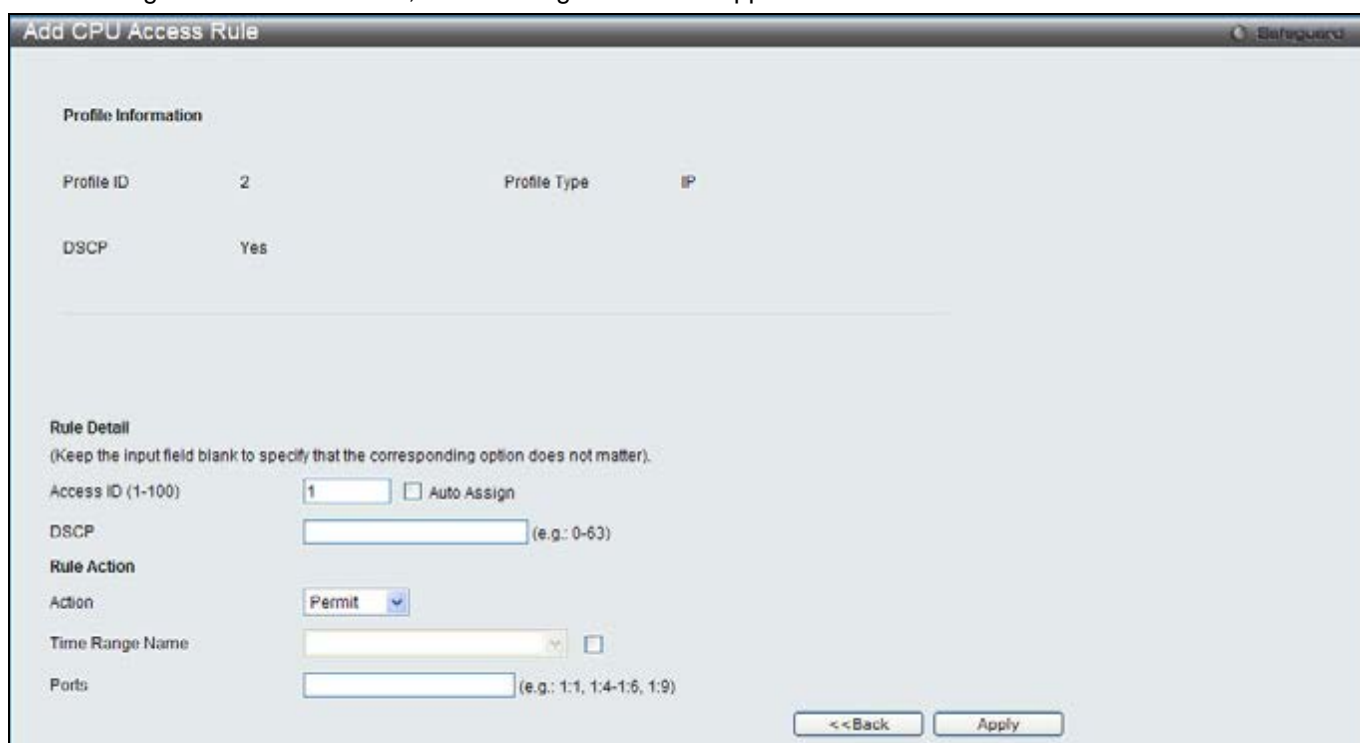 Add CPU Access Rule
Safeguard
Profile Information
Profile ID 2 Profile Type IP
DSCP Yes
Rule Detail
(Keep the input field blank to specify that the corresponding option does not matter).
Access ID (1-100) 1 Auto Assign
DSCP (e.g.: 0-63)
Rule Action
Action Permit
Time Range Name
Ports (e.g.: 1:1, 1:4-1:6, 1:9)
<<Back Apply